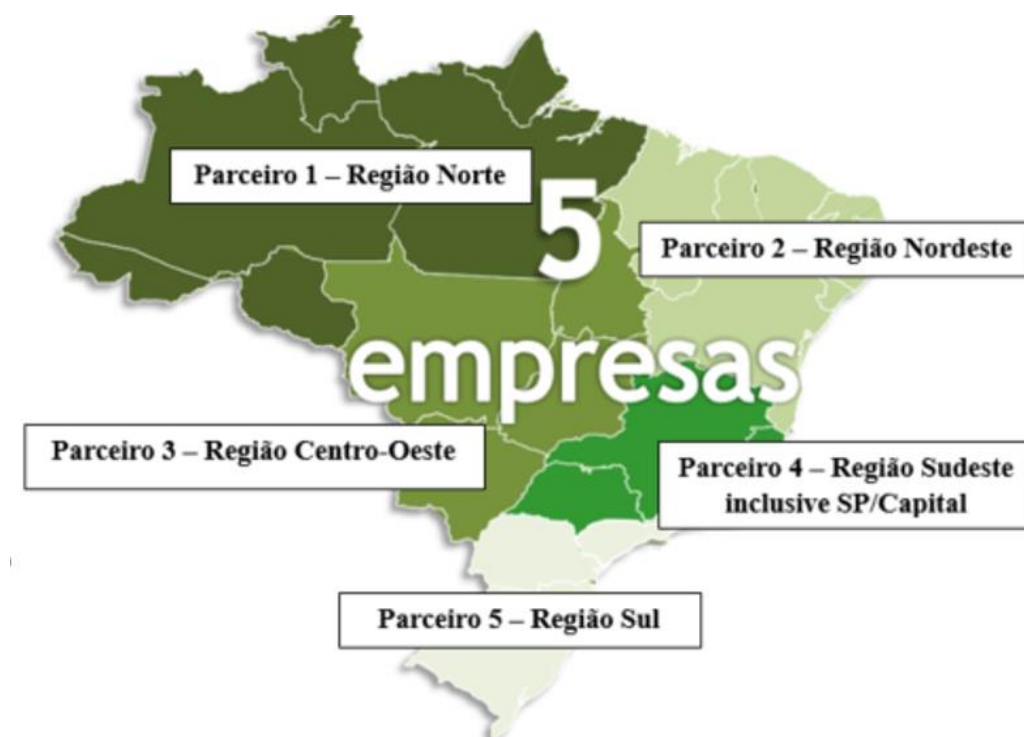 Parceiro 1 – Região Norte
5
Parceiro 2 – Região Nordeste
empresas
Parceiro 3 – Região Centro-Oeste
Parceiro 4 – Região Sudeste
inclusive SP/Capital
Parceiro 5 – Região Sul